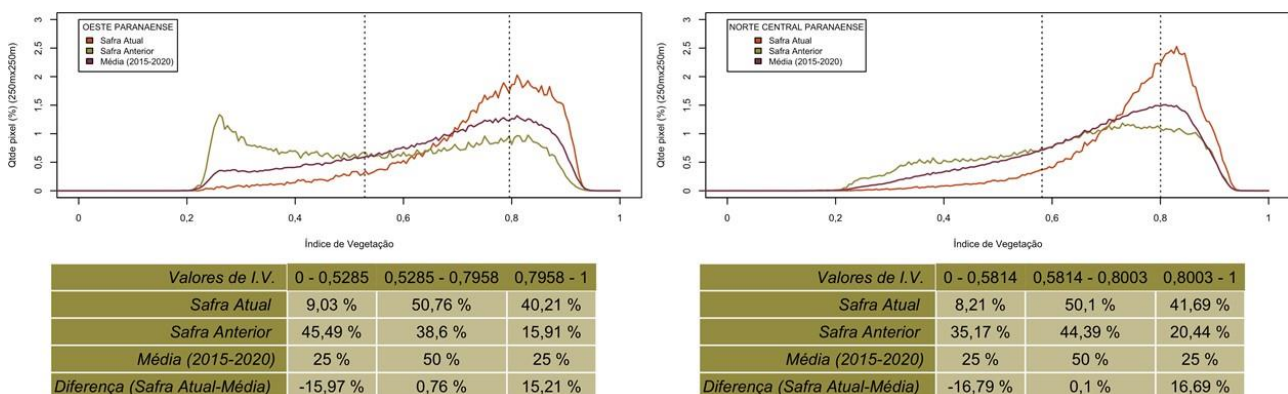 OESTE PARANAENSE
Safra Atual
Safra Anterior
Média (2015-2020)
Qtde pixel (%) (250mx250m)
3
2,5
2
1,5
1
0,5
0
0 0,2 0,4 0,6 0,8 1
Índice de Vegetação
Valores de I.V. 0 - 0,5285 0,5285 - 0,7958 0,7958 - 1
Safra Atual 9,03 % 50,76 % 40,21 %
Safra Anterior 45,49 % 38,6 % 15,91 %
Média (2015-2020) 25 % 50 % 25 %
Diferença (Safra Atual-Média) -15,97 % 0,76 % 15,21 %
NORTE CENTRAL PARANAENSE
Safra Atual
Safra Anterior
Média (2015-2020)
Qtde pixel (%) (250mx250m)
3
2,5
2
1,5
1
0,5
0
0 0,2 0,4 0,6 0,8 1
Índice de Vegetação
Valores de I.V. 0 - 0,5814 0,5814 - 0,8003 0,8003 - 1
Safra Atual 8,21 % 50,1 % 41,69 %
Safra Anterior 35,17 % 44,39 % 20,44 %
Média (2015-2020) 25 % 50 % 25 %
Diferença (Safra Atual-Média) -16,79 % 0,1 % 16,69 %